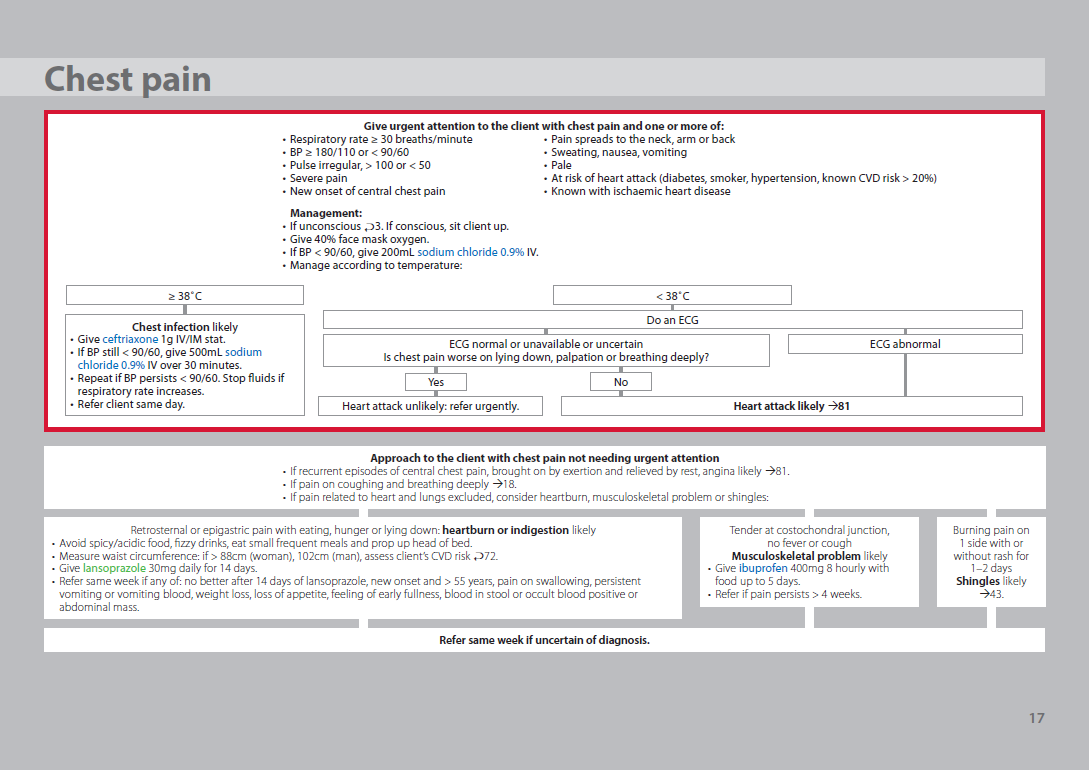 Chest pain
Give urgent attention to the client with chest pain and one or more of:
• Respiratory rate ≥ 30 breaths/minute
• BP ≥ 180/110 or < 90/60
• Pulse irregular, > 100 or < 50
• Severe pain
• New onset of central chest pain
• Pain spreads to the neck, arm or back
• Sweating, nausea, vomiting
• Pale
• At risk of heart attack (diabetes, smoker, hypertension, known CVD risk > 20%)
• Known with ischaemic heart disease
Management:
• If unconscious ⮌3. If conscious, sit client up.
• Give 40% face mask oxygen.
• If BP < 90/60, give 200mL sodium chloride 0.9% IV.
• Manage according to temperature:
≥ 38˚C
Chest infection likely
• Give ceftriaxone 1g IV/IM stat.
• If BP still < 90/60, give 500mL sodium
chloride 0.9% IV over 30 minutes.
• Repeat if BP persists < 90/60. Stop fluids if
respiratory rate increases.
• Refer client same day.
< 38˚C
Do an ECG
ECG normal or unavailable or uncertain
Is chest pain worse on lying down, palpation or breathing deeply?
ECG abnormal
Yes
No
Heart attack unlikely: refer urgently.
Heart attack likely →81
Approach to the client with chest pain not needing urgent attention
• If recurrent episodes of central chest pain, brought on by exertion and relieved by rest, angina likely →81.
• If pain on coughing and breathing deeply →18.
• If pain related to heart and lungs excluded, consider heartburn, musculoskeletal problem or shingles:
Retrosternal or epigastric pain with eating, hunger or lying down: heartburn or indigestion likely
• Avoid spicy/acidic food, fizzy drinks, eat small frequent meals and prop up head of bed.
• Measure waist circumference: if > 88cm (woman), 102cm (man), assess client's CVD risk ⮌72.
• Give lansoprazole 30mg daily for 14 days.
• Refer same week if any of: no better after 14 days of lansoprazole, new onset and > 55 years, pain on swallowing, persistent
vomiting or vomiting blood, weight loss, loss of appetite, feeling of early fullness, blood in stool or occult blood positive or
abdominal mass.
Tender at costochondral junction,
no fever or cough
Musculoskeletal problem likely
• Give ibuprofen 400mg 8 hourly with
food up to 5 days.
• Refer if pain persists > 4 weeks.
Burning pain on
1 side with or
without rash for
1–2 days
Shingles likely
→43.
Refer same week if uncertain of diagnosis.
17